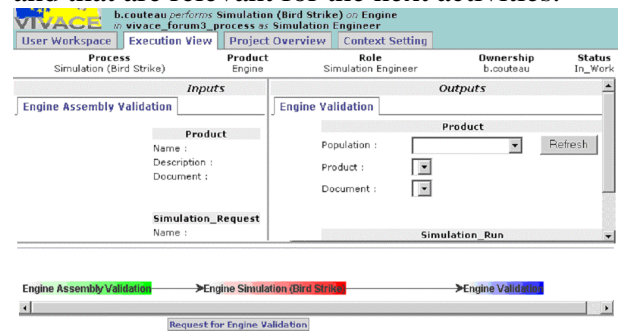 and that are relevant for the next activities.
VIVACE
b.couteau performs Simulation (Bird Strike) on Engine
in vivace_forum3_process as Simulation Engineer
User Workspace Execution View Project Overview Context Setting
Process Product Role Ownership Status
Simulation (Bird Strike) Engine Simulation Engineer b.couteau In_Work
Inputs Outputs
Engine Assembly Validation Engine Validation
Product Product
Name : Population : Refresh
Description : Product :
Document : Document :
Simulation_Request
Name : Simulation_Run
Engine Assembly Validation Engine Simulation (Bird Strike) Engine Validation
Request for Engine Validation